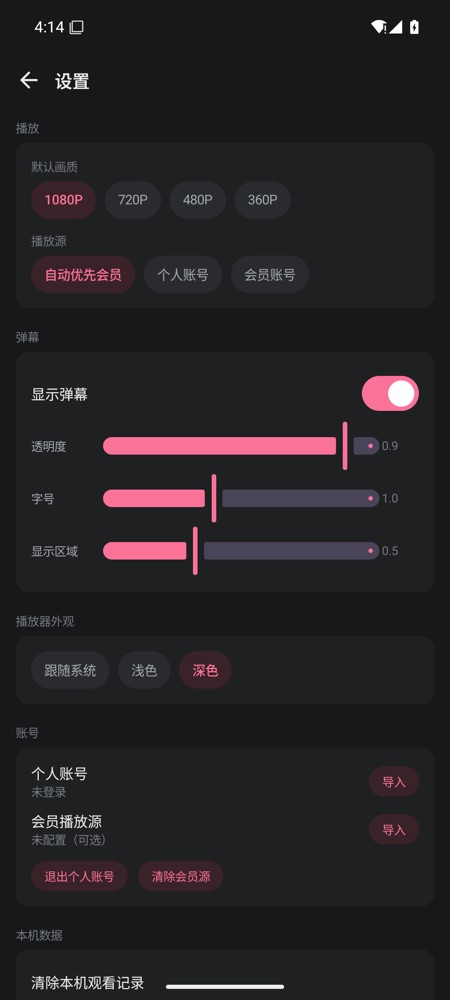 4:14
设置
播放
默认画质
1080P 720P 480P 360P
播放源
自动优先会员 个人账号 会员账号
弹幕
显示弹幕
透明度 0.9
字号 1.0
显示区域 0.5
播放器外观
跟随系统 浅色 深色
账号
个人账号
未登录
导入
会员播放源
未配置（可选）
导入
退出个人账号 清除会员源
本机数据
清除本机观看记录